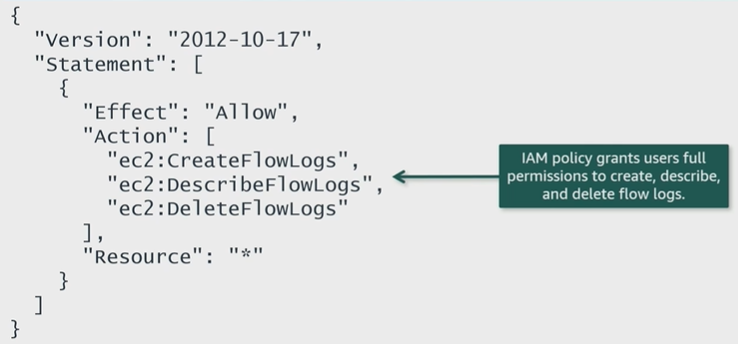 {
"Version": "2012-10-17",
"Statement": [
{
"Effect": "Allow",
"Action": [
"ec2:CreateFlowLogs",
"ec2:DescribeFlowLogs",
"ec2:DeleteFlowLogs"
],
"Resource": "*"
}
]
}
IAM policy grants users full
permissions to create, describe,
and delete flow logs.